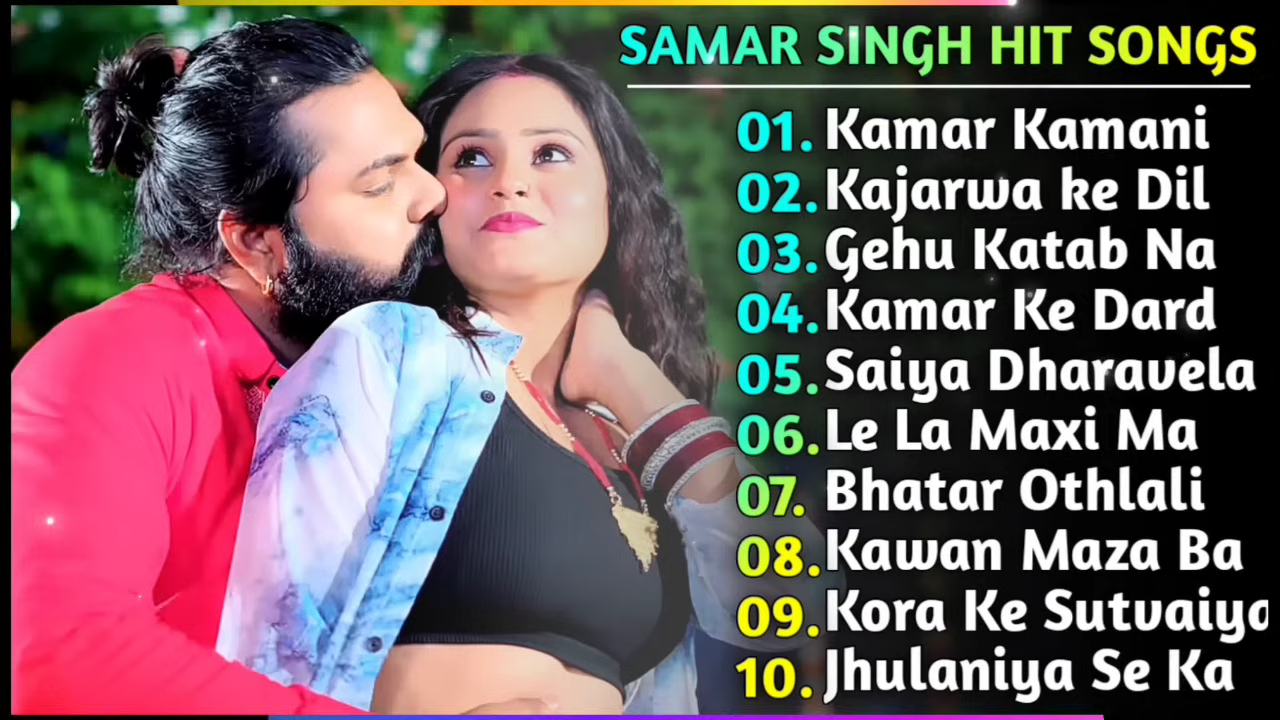 SAMAR SINGH HIT SONGS
01. Kamar Kamani
02. Kajarwa ke Dil
03. Gehu Katab Na
04. Kamar Ke Dard
05. Saiya Dharavela
06. Le La Maxi Ma
07. Bhatar Othlali
08. Kawan Maza Ba
09. Kora Ke Sutvaiya
10. Jhulaniya Se Ka